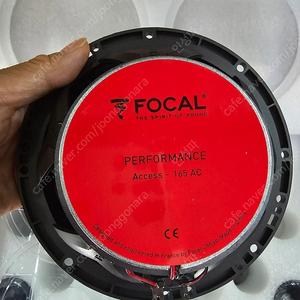 FOCAL®
THE SPIRIT OF SOUND
PERFORMANCE
Access - 165 AC
CE